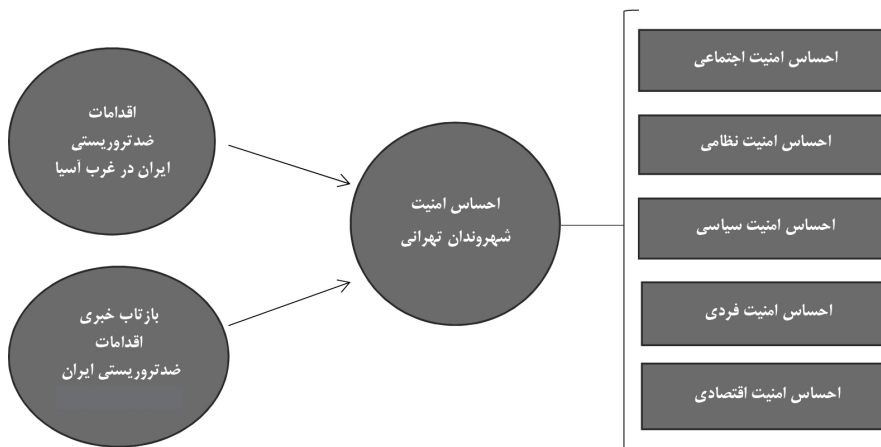 احساس امنیت اجتماعی
احساس امنیت نظامی
احساس امنیت سیاسی
احساس امنیت فردی
احساس امنیت اقتصادی
احساس امنیت
شهروندان تهرانی
اقدامات
ضدتروریستی
ایران در غرب آسیا
بازتاب خبری
اقدامات
ضدتروریستی ایران